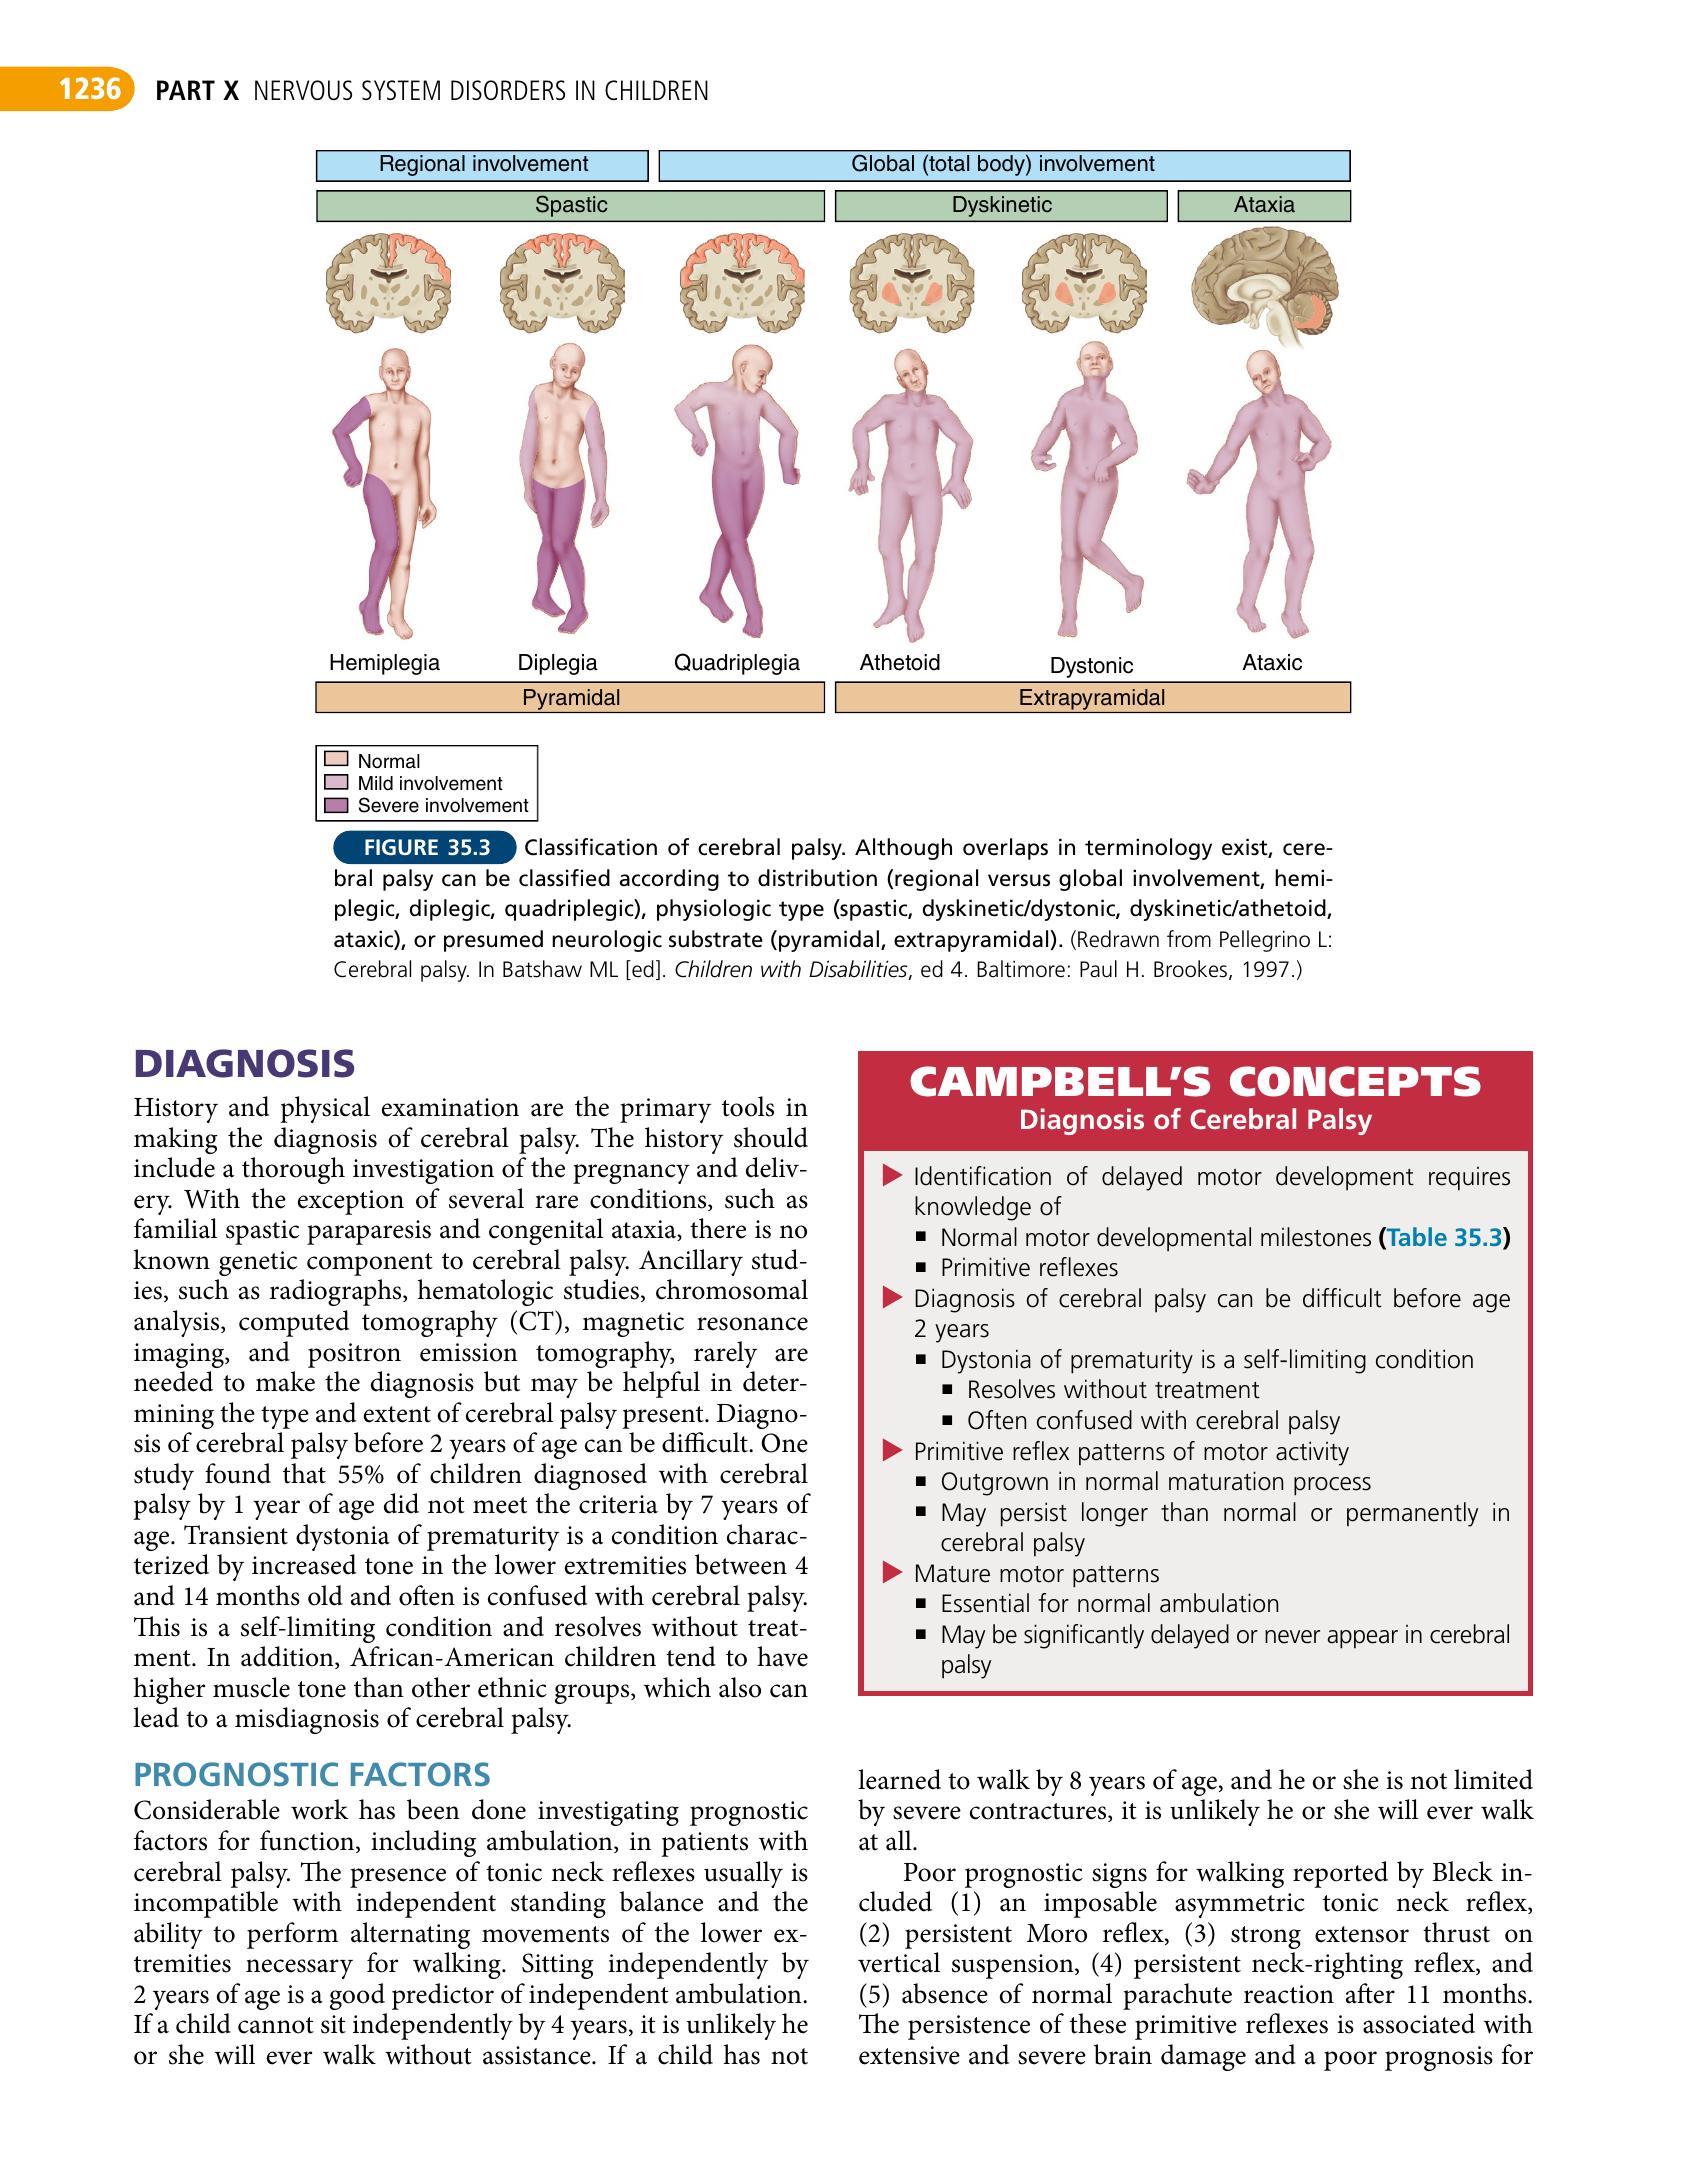 1236 PART X NERVOUS SYSTEM DISORDERS IN CHILDREN
Regional involvement Global (total body) involvement
Spastic Dyskinetic Ataxia
Hemiplegia Diplegia Quadriplegia Athetoid Dystonic Ataxic
Pyramidal Extrapyramidal
Normal
Mild involvement
Severe involvement
FIGURE 35.3 Classification of cerebral palsy. Although overlaps in terminology exist, cere-
bral palsy can be classified according to distribution (regional versus global involvement, hemi-
plegic, diplegic, quadriplegic), physiologic type (spastic, dyskinetic/dystonic, dyskinetic/athetoid,
ataxic), or presumed neurologic substrate (pyramidal, extrapyramidal). (Redrawn from Pellegrino L:
Cerebral palsy. In Batshaw ML [ed]. Children with Disabilities, ed 4. Baltimore: Paul H. Brookes, 1997.)
DIAGNOSIS
History and physical examination are the primary tools in
making the diagnosis of cerebral palsy. The history should
include a thorough investigation of the pregnancy and deliv-
ery. With the exception of several rare conditions, such as
familial spastic paraparesis and congenital ataxia, there is no
known genetic component to cerebral palsy. Ancillary stud-
ies, such as radiographs, hematologic studies, chromosomal
analysis, computed tomography (CT), magnetic resonance
imaging, and positron emission tomography, rarely are
needed to make the diagnosis but may be helpful in deter-
mining the type and extent of cerebral palsy present. Diagno-
sis of cerebral palsy before 2 years of age can be difficult. One
study found that 55% of children diagnosed with cerebral
palsy by 1 year of age did not meet the criteria by 7 years of
age. Transient dystonia of prematurity is a condition charac-
terized by increased tone in the lower extremities between 4
and 14 months old and often is confused with cerebral palsy.
This is a self-limiting condition and resolves without treat-
ment. In addition, African-American children tend to have
higher muscle tone than other ethnic groups, which also can
lead to a misdiagnosis of cerebral palsy.
PROGNOSTIC FACTORS
Considerable work has been done investigating prognostic
factors for function, including ambulation, in patients with
cerebral palsy. The presence of tonic neck reflexes usually is
incompatible with independent standing balance and the
ability to perform alternating movements of the lower ex-
tremities necessary for walking. Sitting independently by
2 years of age is a good predictor of independent ambulation.
If a child cannot sit independently by 4 years, it is unlikely he
or she will ever walk without assistance. If a child has not
CAMPBELL'S CONCEPTS
Diagnosis of Cerebral Palsy
▶ Identification of delayed motor development requires
knowledge of
▪ Normal motor developmental milestones (Table 35.3)
▪ Primitive reflexes
▶ Diagnosis of cerebral palsy can be difficult before age
2 years
▪ Dystonia of prematurity is a self-limiting condition
▪ Resolves without treatment
▪ Often confused with cerebral palsy
▶ Primitive reflex patterns of motor activity
▪ Outgrown in normal maturation process
▪ May persist longer than normal or permanently in
cerebral palsy
▶ Mature motor patterns
▪ Essential for normal ambulation
▪ May be significantly delayed or never appear in cerebral
palsy
learned to walk by 8 years of age, and he or she is not limited
by severe contractures, it is unlikely he or she will ever walk
at all.
Poor prognostic signs for walking reported by Bleck in-
cluded (1) an imposable asymmetric tonic neck reflex,
(2) persistent Moro reflex, (3) strong extensor thrust on
vertical suspension, (4) persistent neck-righting reflex, and
(5) absence of normal parachute reaction after 11 months.
The persistence of these primitive reflexes is associated with
extensive and severe brain damage and a poor prognosis for